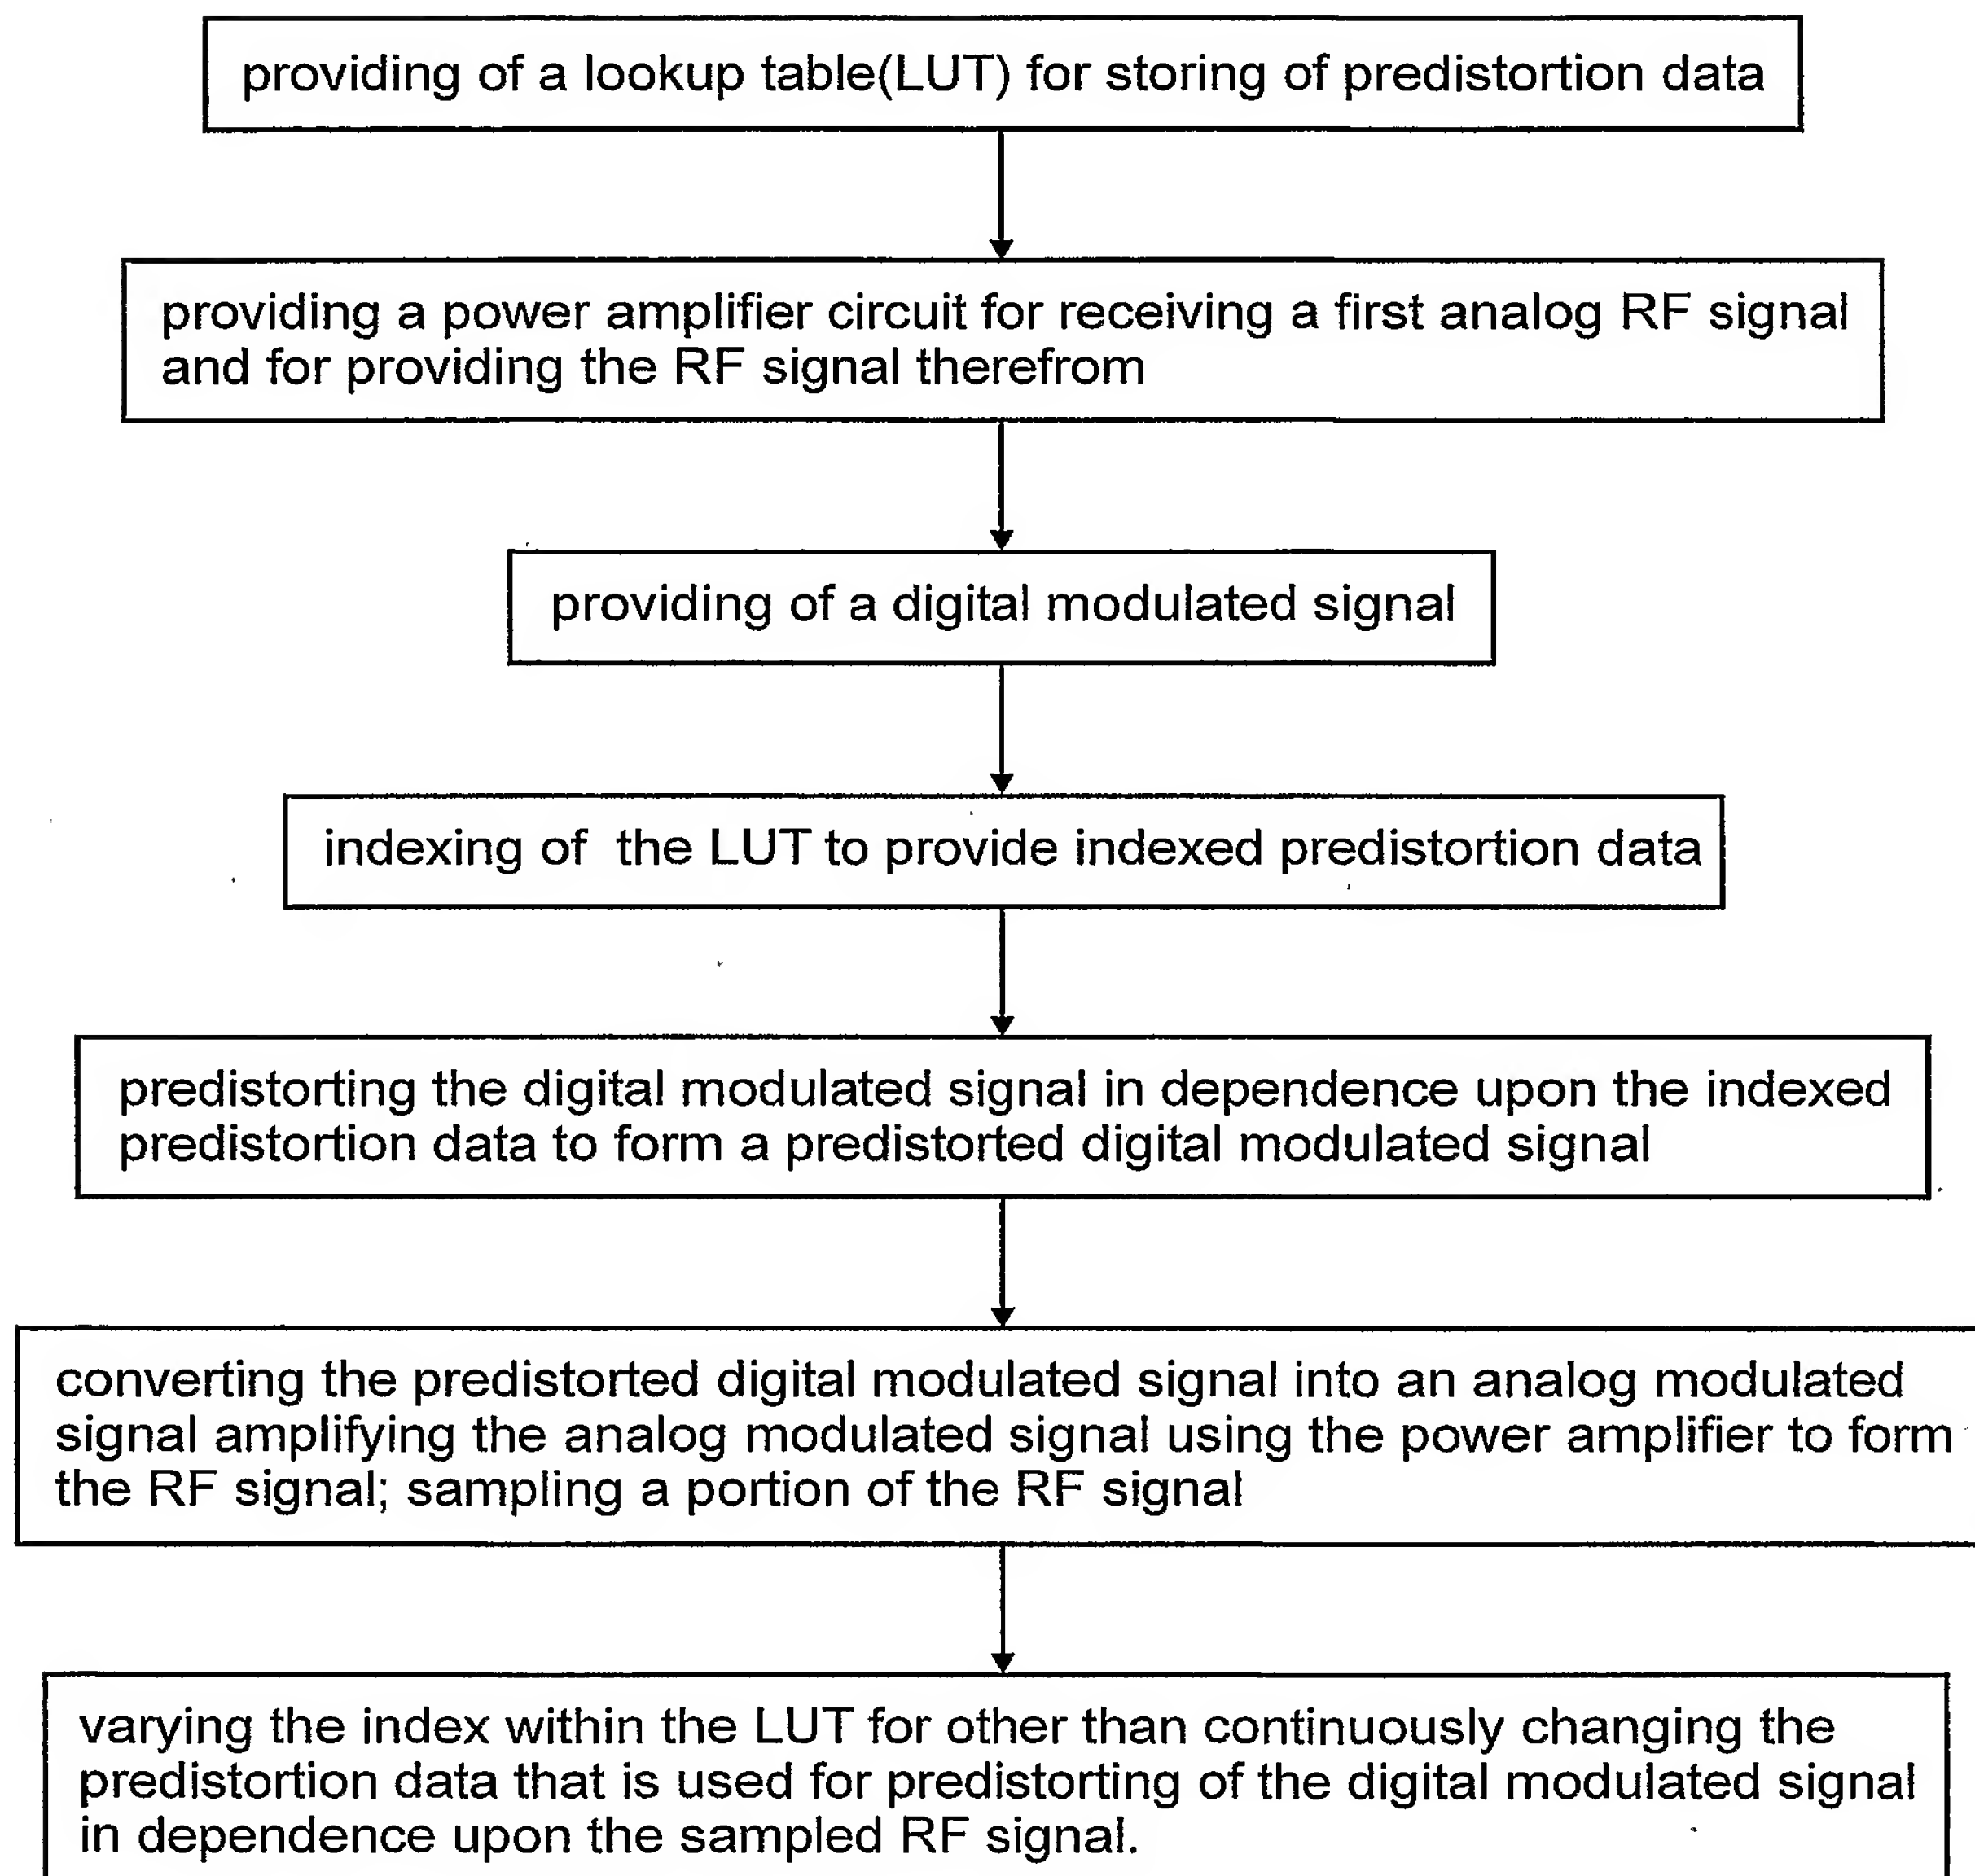 providing of a lookup table(LUT) for storing of predistortion data
providing a power amplifier circuit for receiving a first analog RF signal
and for providing the RF signal therefrom
providing of a digital modulated signal
indexing of the LUT to provide indexed predistortion data
predistorting the digital modulated signal in dependence upon the indexed
predistortion data to form a predistorted digital modulated signal
converting the predistorted digital modulated signal into an analog modulated
signal amplifying the analog modulated signal using the power amplifier to form
the RF signal; sampling a portion of the RF signal
varying the index within the LUT for other than continuously changing the
predistortion data that is used for predistorting of the digital modulated signal
in dependence upon the sampled RF signal.